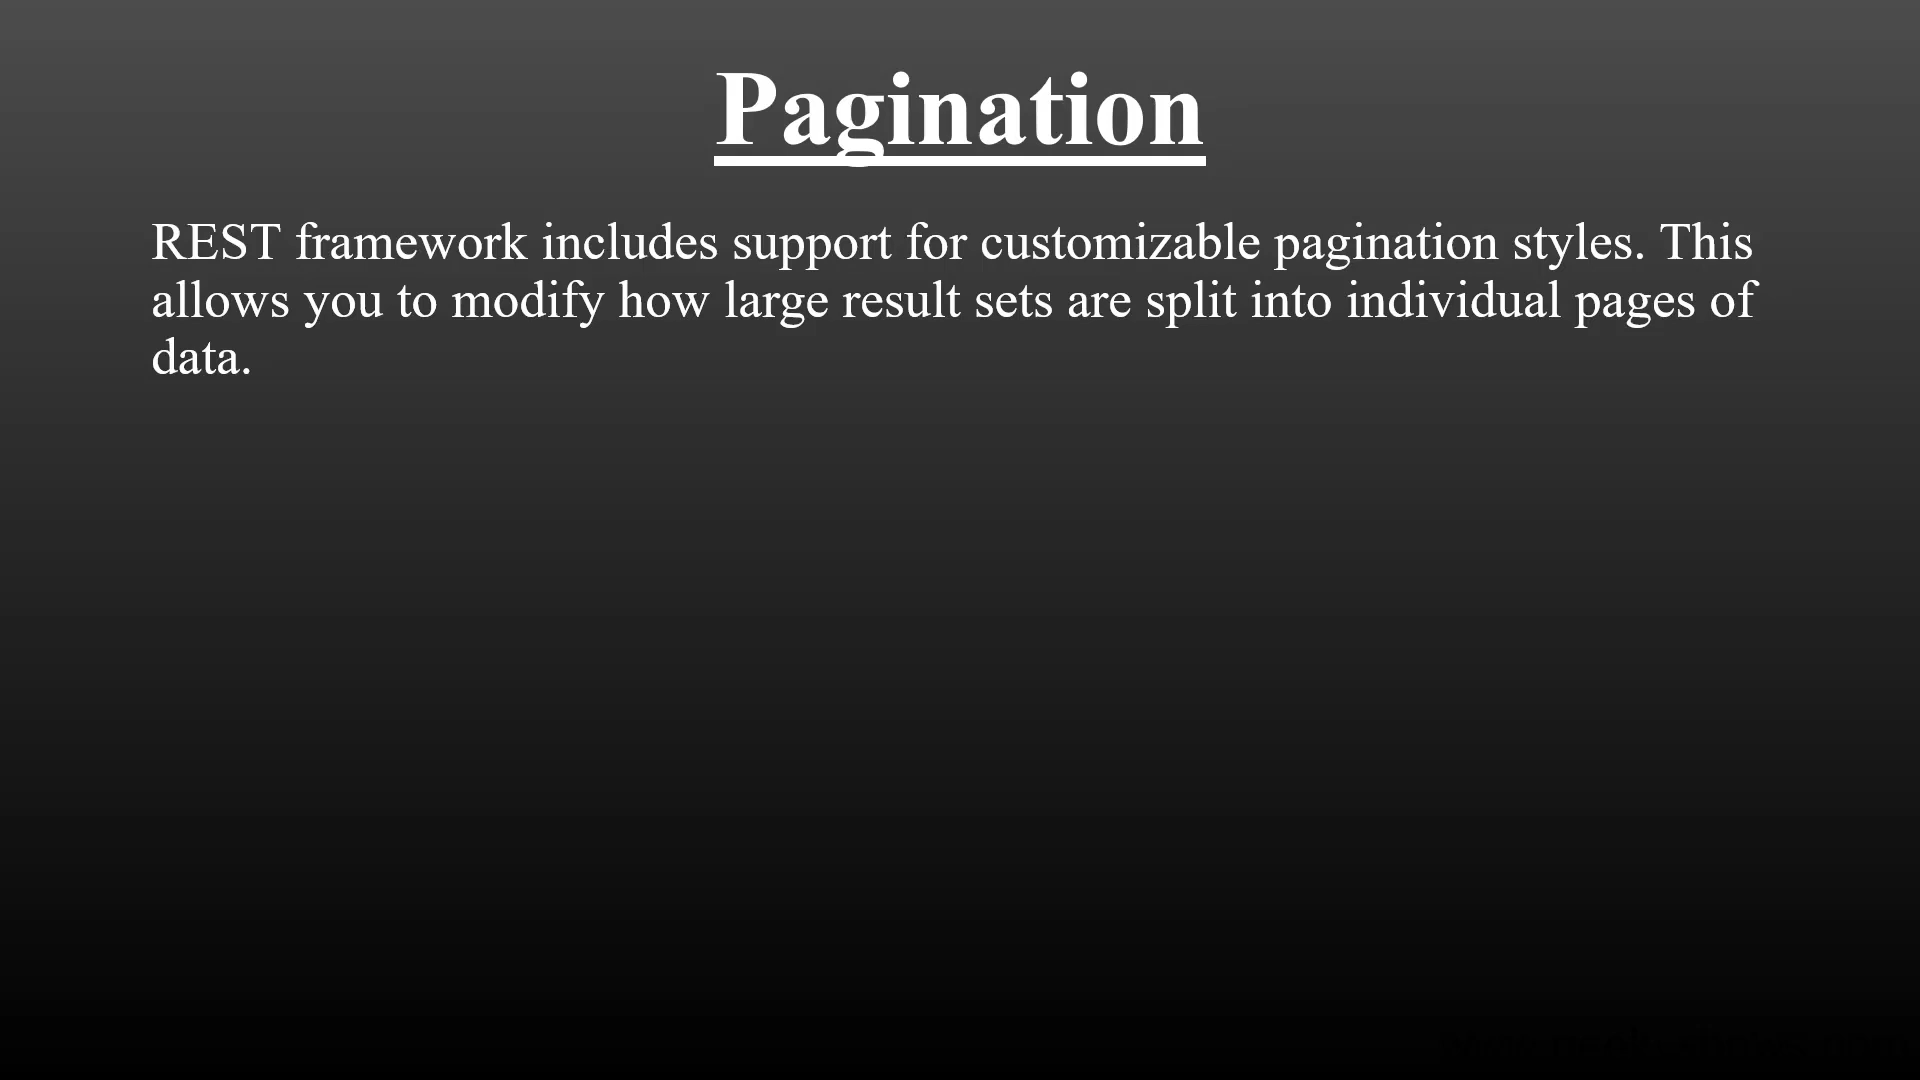 Pagination
REST framework includes support for customizable pagination styles. This
allows you to modify how large result sets are split into individual pages of
data.